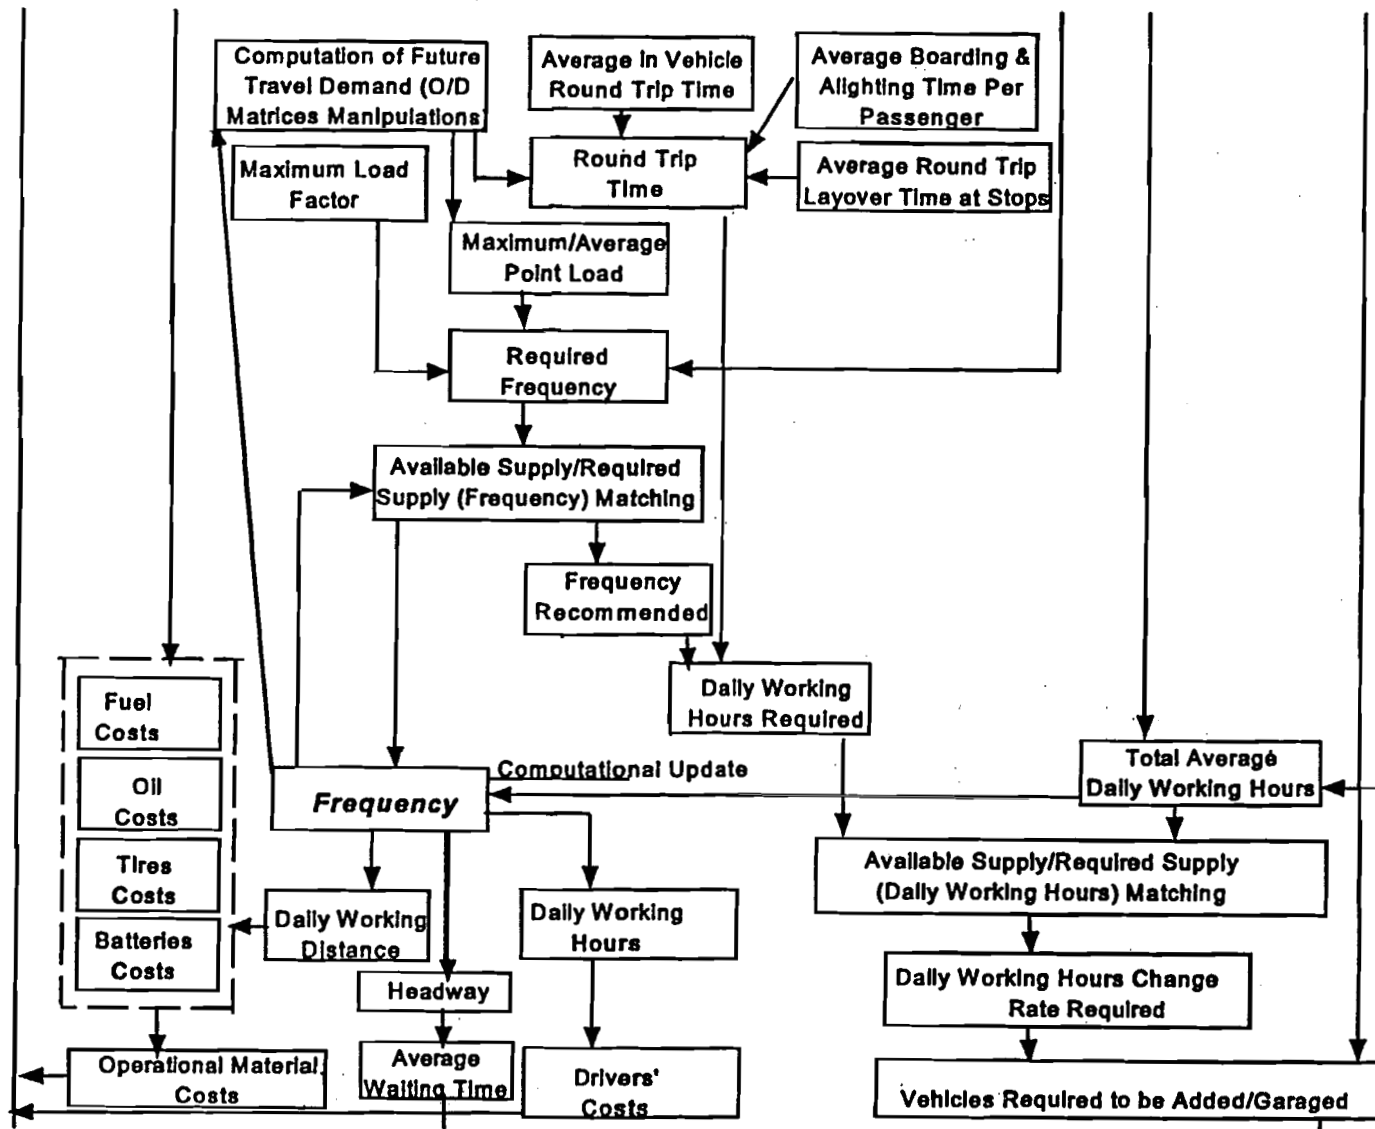 Computation of Future
Travel Demand (O/D
Matrices Manipulations
Average in Vehicle
Round Trip Time
Average Boarding &
Alighting Time Per
Passenger
Maximum Load
Factor
Round Trip
Time
Average Round Trip
Layover Time at Stops
Maximum/Average
Point Load
Required
Frequency
Available Supply/Required
Supply (Frequency) Matching
Frequency
Recommended
Daily Working
Hours Required
Fuel
Costs
Oil
Costs
Tires
Costs
Batteries
Costs
Frequency
Computational Update
Total Average
Daily Working Hours
Available Supply/Required Supply
(Daily Working Hours) Matching
Daily Working
Distance
Daily Working
Hours
Headway
Daily Working Hours Change
Rate Required
Operational Material
Costs
Average
Waiting Time
Drivers'
Costs
Vehicles Required to be Added/Garaged